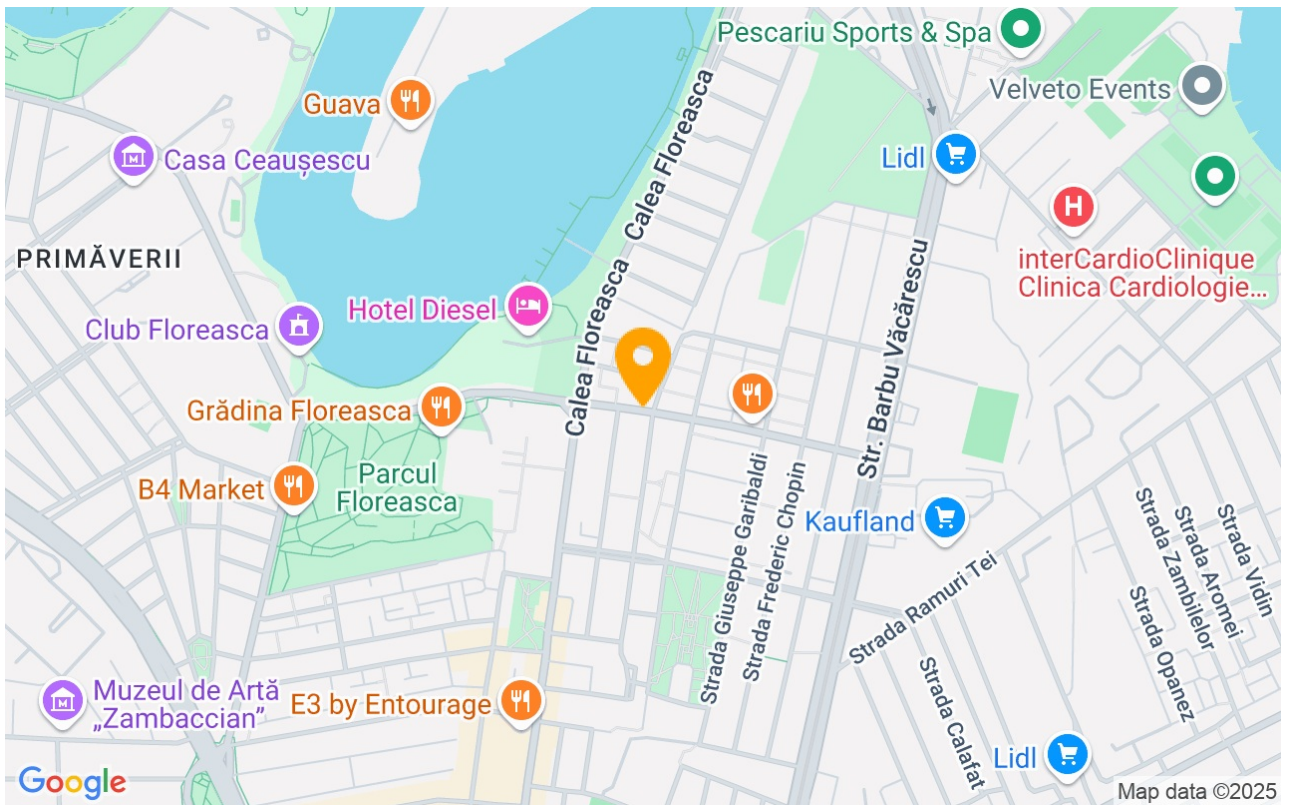 Pescariu Sports & Spa
Velveto Events
Guava
Calea Floreasca
Calea Floreasca
Casa Ceaușescu
Lidl
H
PRIMĂVERII
interCardioClinique
Clinica Cardiologie...
Hotel Diesel
Club Floreasca
Str. Barbu Văcărescu
Grădina Floreasca
Parcul
Floreasca
B4 Market
Kaufland
Strada Giuseppe Garibaldi
Strada Frederic Chopin
Strada Ramuri Tei
Strada Zambilelor
Strada Aromei
Strada Vidin
Strada Opanez
Strada Calafat
Muzeul de Artă
„Zambaccian”
E3 by Entourage
Lidl
Google
Map data ©2025